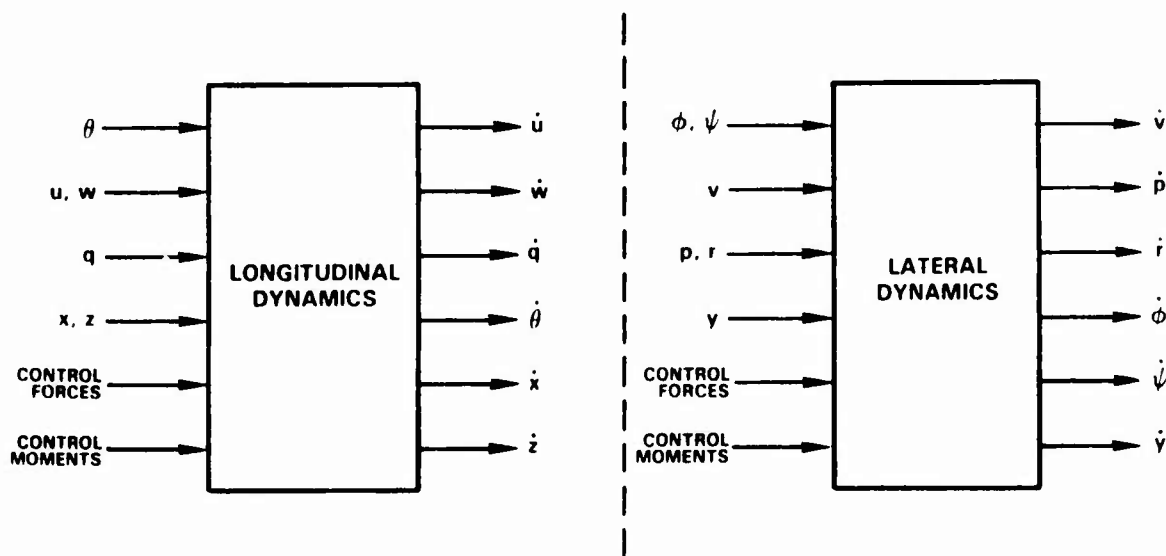 θ
u, w
q
x, z
CONTROL
FORCES
CONTROL
MOMENTS
LONGITUDINAL
DYNAMICS
u̇
ẇ
q̇
θ̇
ẋ
ż
ϕ, ψ
v
p, r
y
CONTROL
FORCES
CONTROL
MOMENTS
LATERAL
DYNAMICS
v̇
ṗ
ṙ
ϕ̇
ψ̇
ẏ